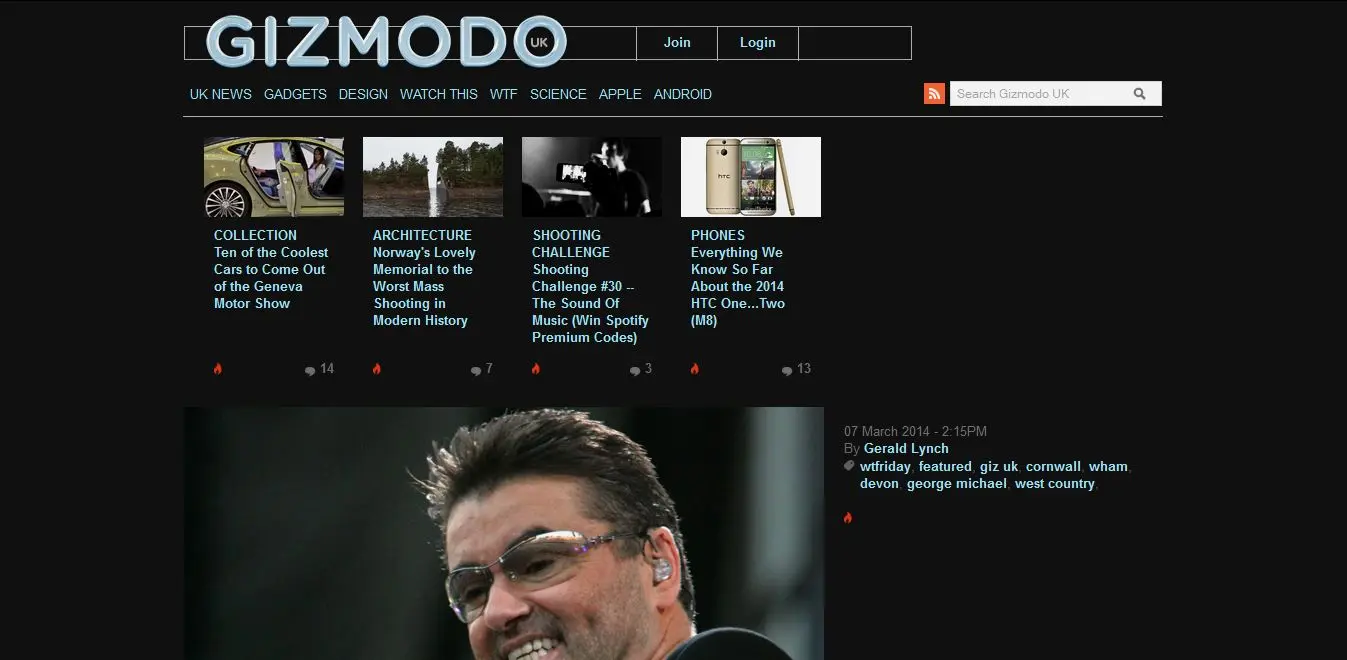 GIZMODO UK
Join
Login
UK NEWS GADGETS DESIGN WATCH THIS WTF SCIENCE APPLE ANDROID
Search Gizmodo UK
hTC
COLLECTION
Ten of the Coolest
Cars to Come Out
of the Geneva
Motor Show
14
ARCHITECTURE
Norway's Lovely
Memorial to the
Worst Mass
Shooting in
Modern History
7
SHOOTING
CHALLENGE
Shooting
Challenge #30 --
The Sound Of
Music (Win Spotify
Premium Codes)
3
PHONES
Everything We
Know So Far
About the 2014
HTC One...Two
(M8)
13
07 March 2014 - 2:15PM
By Gerald Lynch
wtfriday, featured, giz uk, cornwall, wham,
devon, george michael, west country,